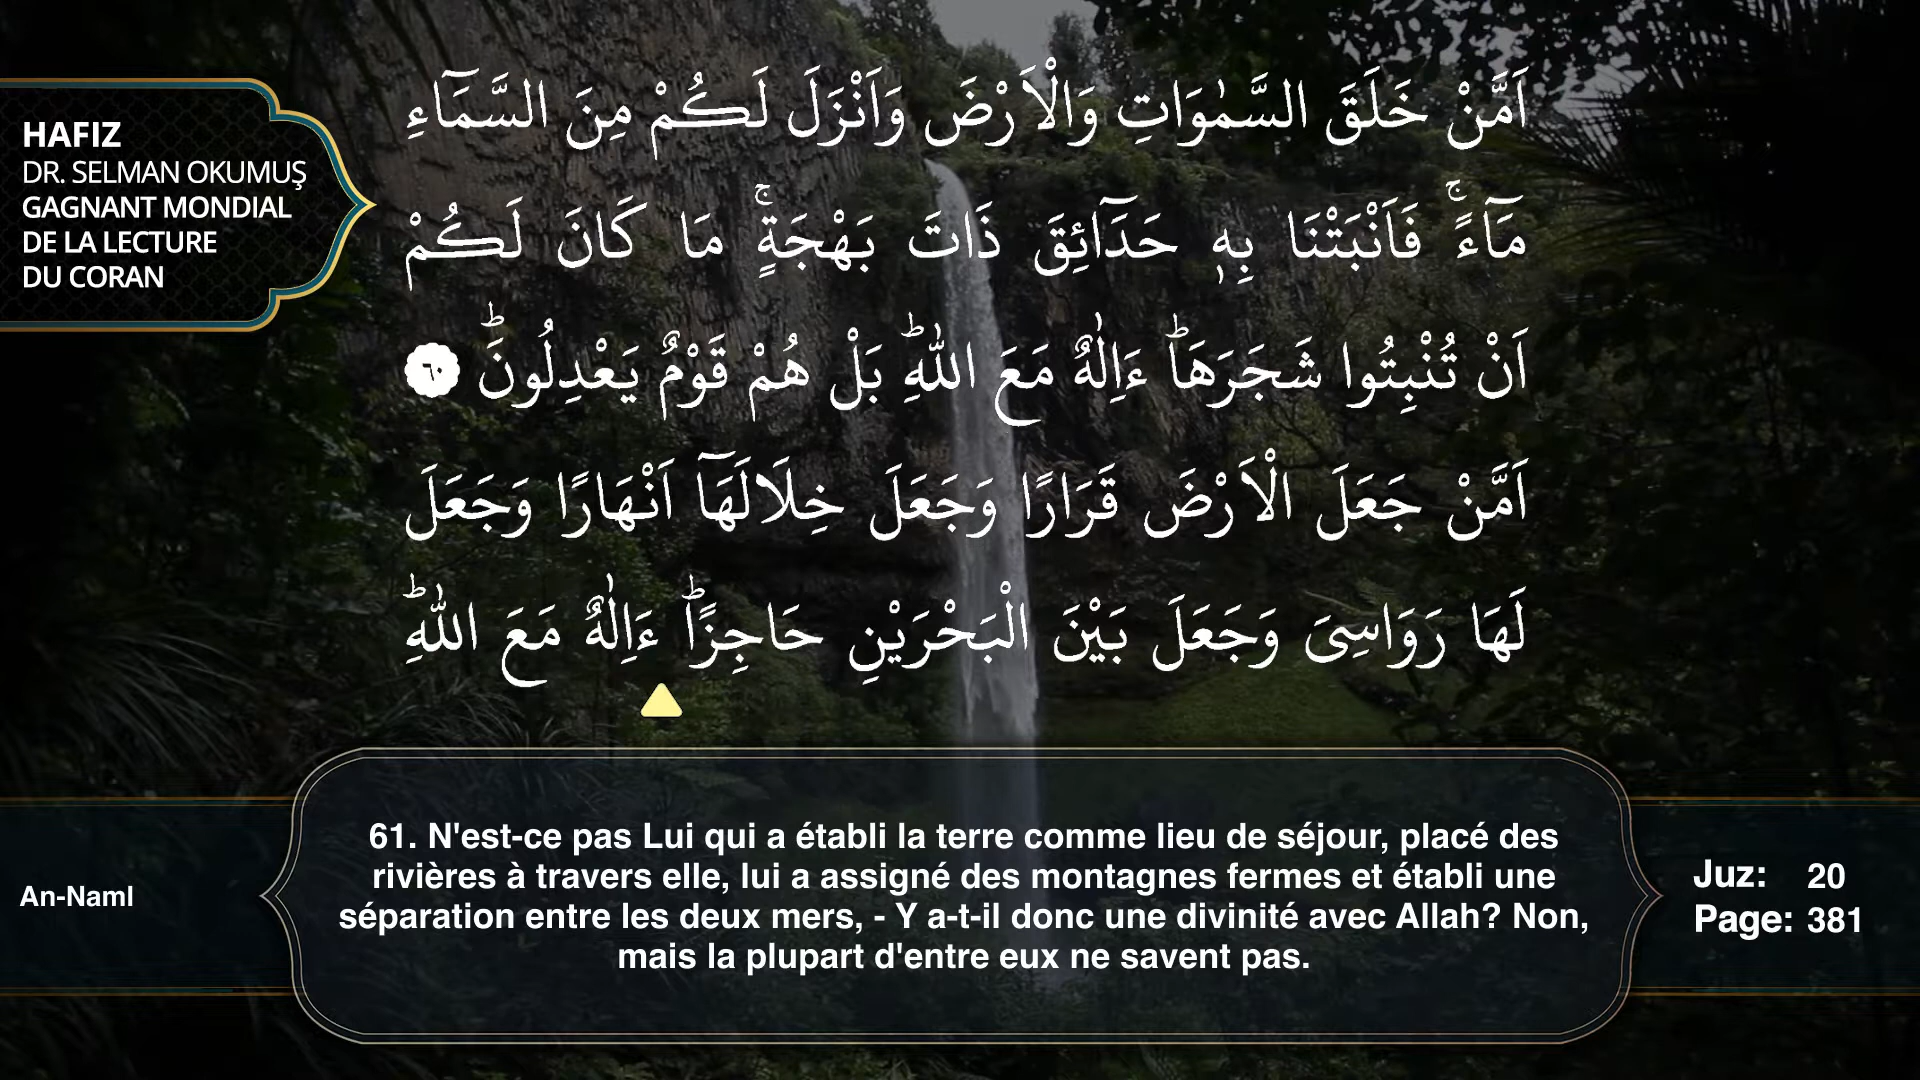 HAFIZ
DR. SELMAN OKUMUŞ
GAGNANT MONDIAL
DE LA LECTURE
DU CORAN
اَمَّنْ خَلَقَ السَّمٰوَاتِ وَالْاَرْضَ وَاَنْزَلَ لَكُمْ مِنَ السَّمَٓاءِ
مَٓاءًۚ فَاَنْبَتْنَا بِه۪ حَدَٓائِقَ ذَاتَ بَهْجَةٍۚ مَا كَانَ لَكُمْ
اَنْ تُنْبِتُوا شَجَرَهَاۜ ءَاِلٰهٌ مَعَ اللّٰهِۜ بَلْ هُمْ قَوْمٌ يَعْدِلُونَۜ ٦٠
اَمَّنْ جَعَلَ الْاَرْضَ قَرَارًا وَجَعَلَ خِلَالَهَٓا اَنْهَارًا وَجَعَلَ
لَهَا رَوَاسِىَ وَجَعَلَ بَيْنَ الْبَحْرَيْنِ حَاجِزًاۜ ءَاِلٰهٌ مَعَ اللّٰهِۜ
61. N'est-ce pas Lui qui a établi la terre comme lieu de séjour, placé des
rivières à travers elle, lui a assigné des montagnes fermes et établi une
séparation entre les deux mers, - Y a-t-il donc une divinité avec Allah? Non,
mais la plupart d'entre eux ne savent pas.
An-Naml
Juz: 20
Page: 381